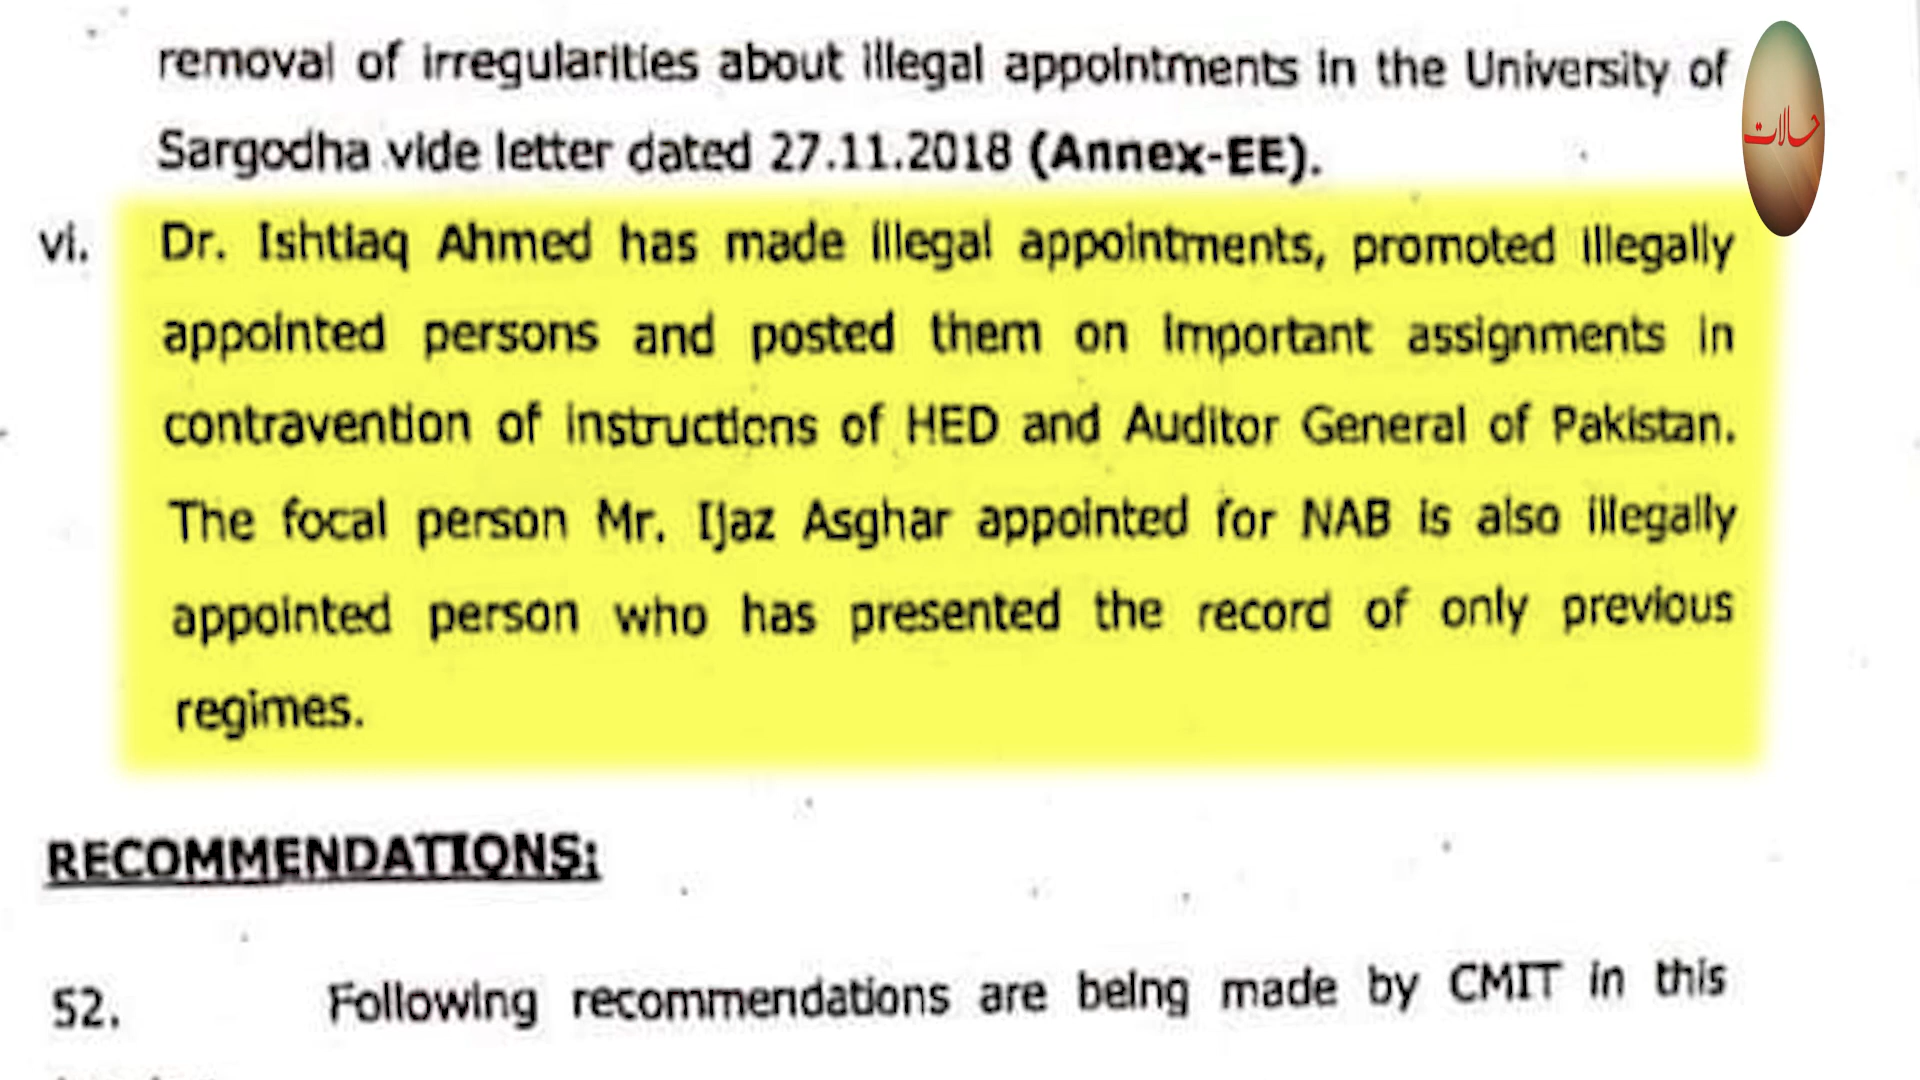 removal of irregularities about illegal appointments in the University of
حالات
Sargodha vide letter dated 27.11.2018 (Annex-EE).
vi. Dr. Ishtiaq Ahmed has made illegal appointments, promoted illegally
appointed persons and posted them on important assignments in
contravention of instructions of HED and Auditor General of Pakistan.
The focal person Mr. Ijaz Asghar appointed for NAB is also illegally
appointed person who has presented the record of only previous
regimes.
RECOMMENDATIONS:
52. Following recommendations are being made by CMIT in this